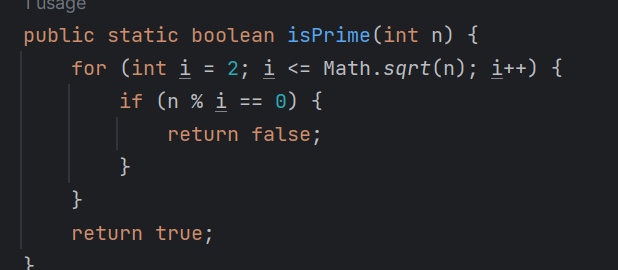 1 usage
public static boolean isPrime(int n) {
for (int i = 2; i <= Math.sqrt(n); i++) {
if (n % i == 0) {
return false;
}
}
return true;
}